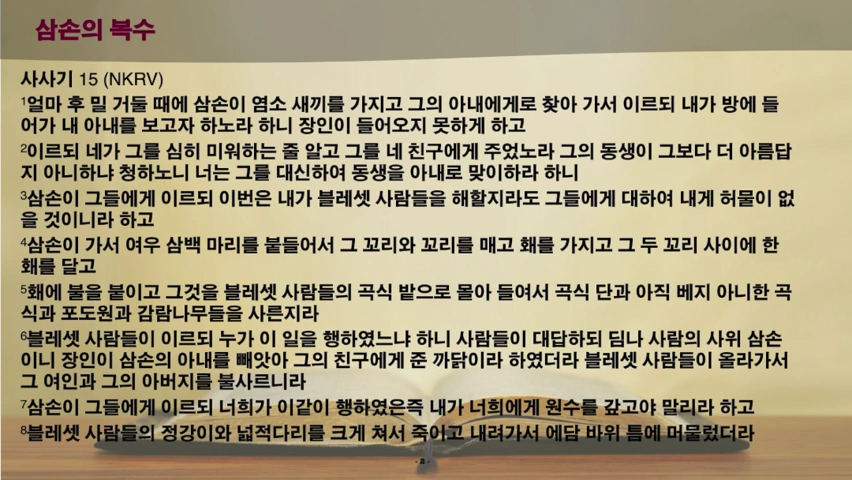 삼손의 복수
사사기 15 (NKRV)
1얼마 후 밀 거둘 때에 삼손이 염소 새끼를 가지고 그의 아내에게로 찾아 가서 이르되 내가 방에 들
어가 내 아내를 보고자 하노라 하니 장인이 들어오지 못하게 하고
2이르되 네가 그를 심히 미워하는 줄 알고 그를 네 친구에게 주었노라 그의 동생이 그보다 더 아름답
지 아니하냐 청하노니 너는 그를 대신하여 동생을 아내로 맞이하라 하니
3삼손이 그들에게 이르되 이번은 내가 블레셋 사람들을 해할지라도 그들에게 대하여 내게 허물이 없
을 것이니라 하고
4삼손이 가서 여우 삼백 마리를 붙들어서 그 꼬리와 꼬리를 매고 홰를 가지고 그 두 꼬리 사이에 한
홰를 달고
5홰에 불을 붙이고 그것을 블레셋 사람들의 곡식 밭으로 몰아 들여서 곡식 단과 아직 베지 아니한 곡
식과 포도원과 감람나무들을 사른지라
6블레셋 사람들이 이르되 누가 이 일을 행하였느냐 하니 사람들이 대답하되 딤나 사람의 사위 삼손
이니 장인이 삼손의 아내를 빼앗아 그의 친구에게 준 까닭이라 하였더라 블레셋 사람들이 올라가서
그 여인과 그의 아버지를 불사르니라
7삼손이 그들에게 이르되 너희가 이같이 행하였은즉 내가 너희에게 원수를 갚고야 말리라 하고
8블레셋 사람들의 정강이와 넓적다리를 크게 쳐서 죽이고 내려가서 에담 바위 틈에 머물렀더라
- 2 -